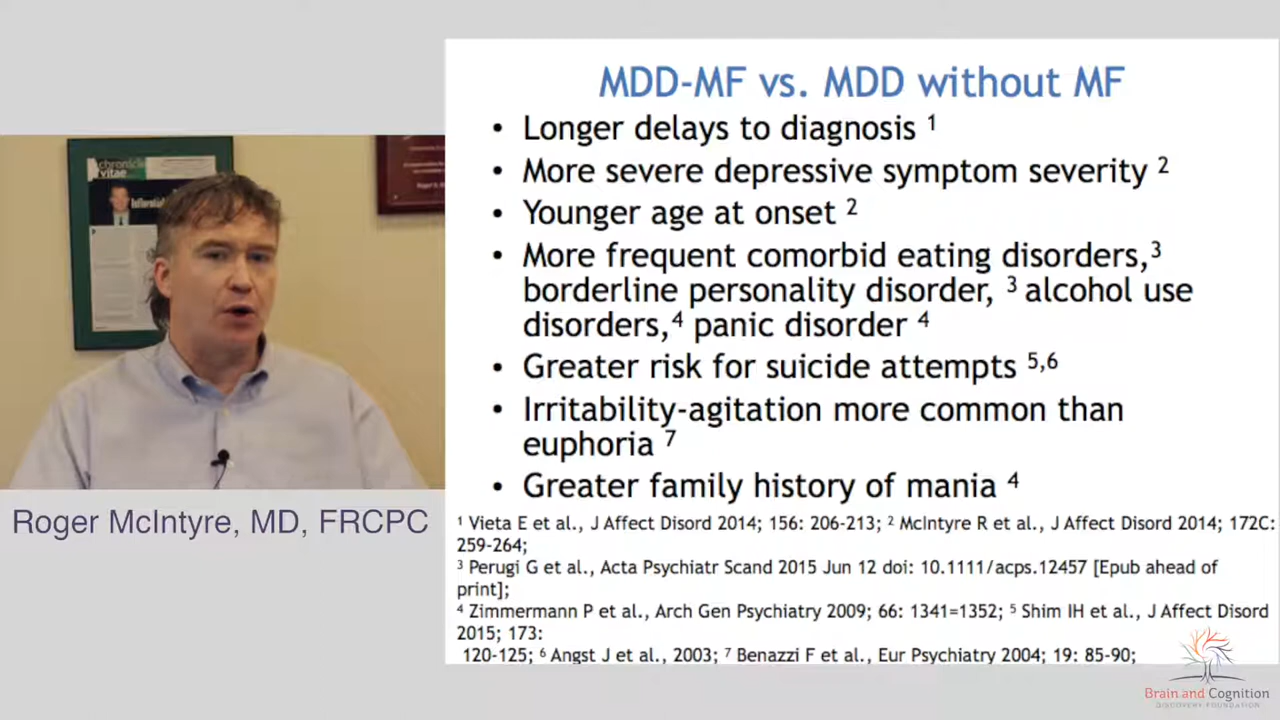 chronicle
vitae
Roger McIntyre, MD, FRCPC
MDD-MF vs. MDD without MF
• Longer delays to diagnosis 1
• More severe depressive symptom severity 2
• Younger age at onset 2
• More frequent comorbid eating disorders,3
borderline personality disorder, 3 alcohol use
disorders,4 panic disorder 4
• Greater risk for suicide attempts 5,6
• Irritability-agitation more common than
euphoria 7
• Greater family history of mania 4
1 Vieta E et al., J Affect Disord 2014; 156: 206-213; 2 McIntyre R et al., J Affect Disord 2014; 172C:
259-264;
3 Perugi G et al., Acta Psychiatr Scand 2015 Jun 12 doi: 10.1111/acps.12457 [Epub ahead of
print];
4 Zimmermann P et al., Arch Gen Psychiatry 2009; 66: 1341=1352; 5 Shim IH et al., J Affect Disord
2015; 173:
120-125; 6 Angst J et al., 2003; 7 Benazzi F et al., Eur Psychiatry 2004; 19: 85-90;
Brain and Cognition
DISCOVERY FOUNDATION